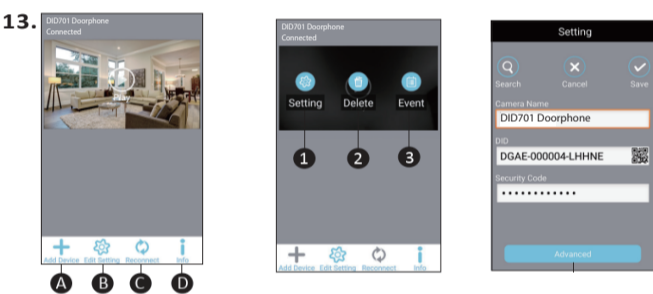 13.
DID701 Doorphone
Connected
Play
Add Device Edit Setting Reconnect Info
A B C D
DID701 Doorphone
Connected
Setting Delete Event
1 2 3
Add Device Edit Setting Reconnect Info
Setting
Search Cancel Save
Camera Name
DID701 Doorphone
DID
DGAE-000004-LHHNE
Security Code
••••••••••••
Advanced